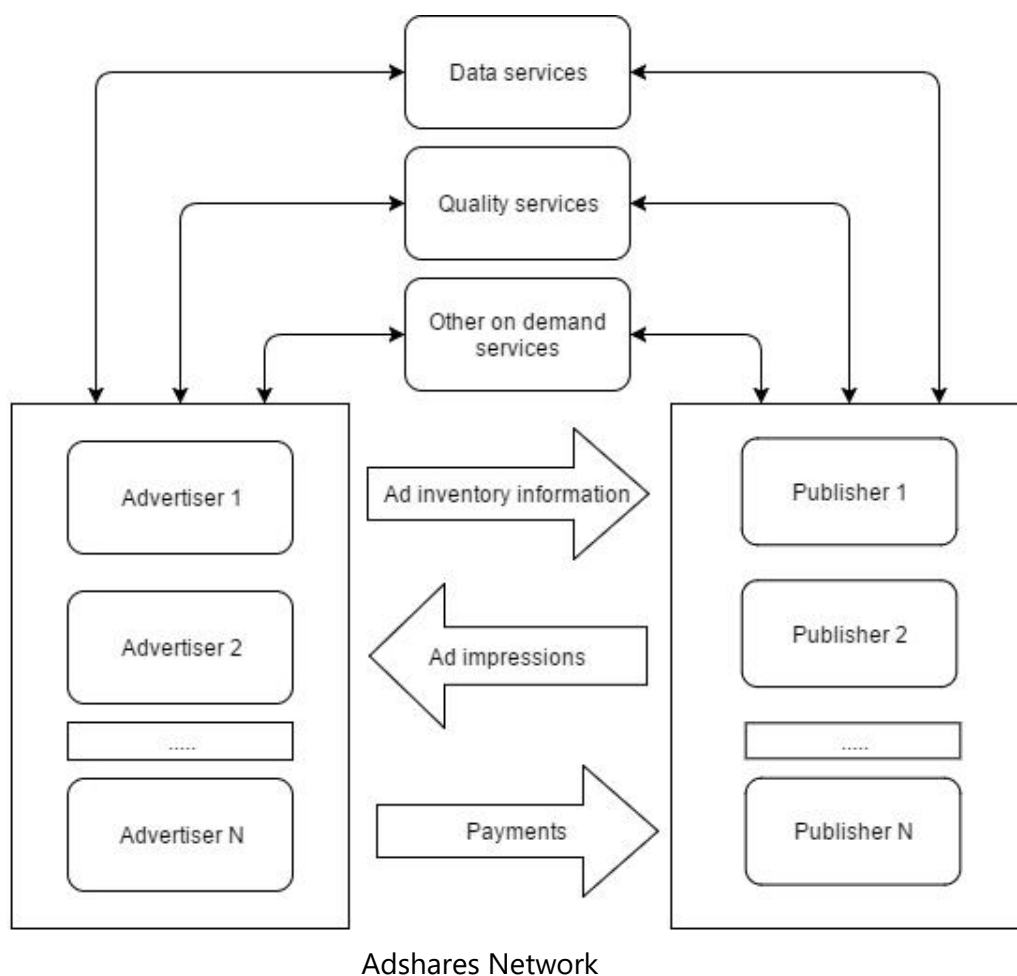 Data services
Quality services
Other on demand
services
Advertiser 1
Ad inventory information
Publisher 1
Advertiser 2
Ad impressions
Publisher 2
.....
.....
Advertiser N
Payments
Publisher N
Adshares Network